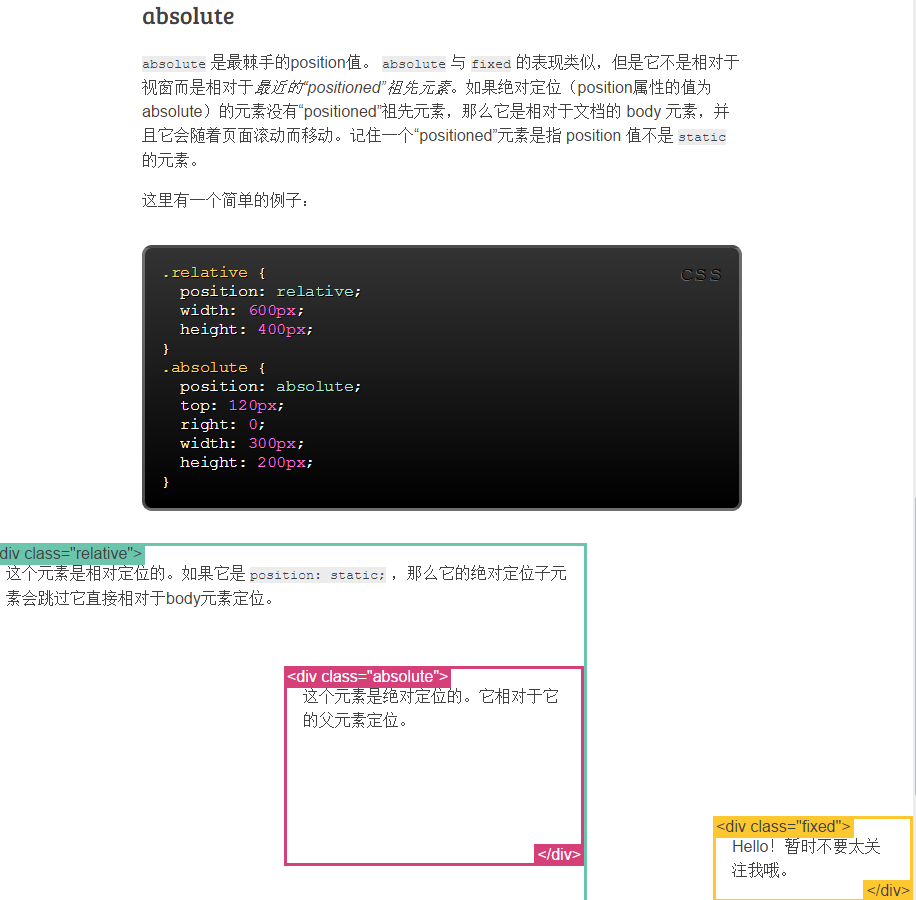 absolute
absolute 是最棘手的position值。 absolute 与 fixed 的表现类似，但是它不是相对于
视窗而是相对于最近的“positioned”祖先元素。如果绝对定位（position属性的值为
absolute）的元素没有“positioned”祖先元素，那么它是相对于文档的 body 元素，并
且它会随着页面滚动而移动。记住一个“positioned”元素是指 position 值不是 static
的元素。
这里有一个简单的例子：
CSS
.relative {
  position: relative;
  width: 600px;
  height: 400px;
}
.absolute {
  position: absolute;
  top: 120px;
  right: 0;
  width: 300px;
  height: 200px;
}
div class="relative">
这个元素是相对定位的。如果它是 position: static; ，那么它的绝对定位子元
素会跳过它直接相对于body元素定位。
<div class="absolute">
这个元素是绝对定位的。它相对于它
的父元素定位。
</div>
<div class="fixed">
Hello！暂时不要太关
注我哦。
</div>